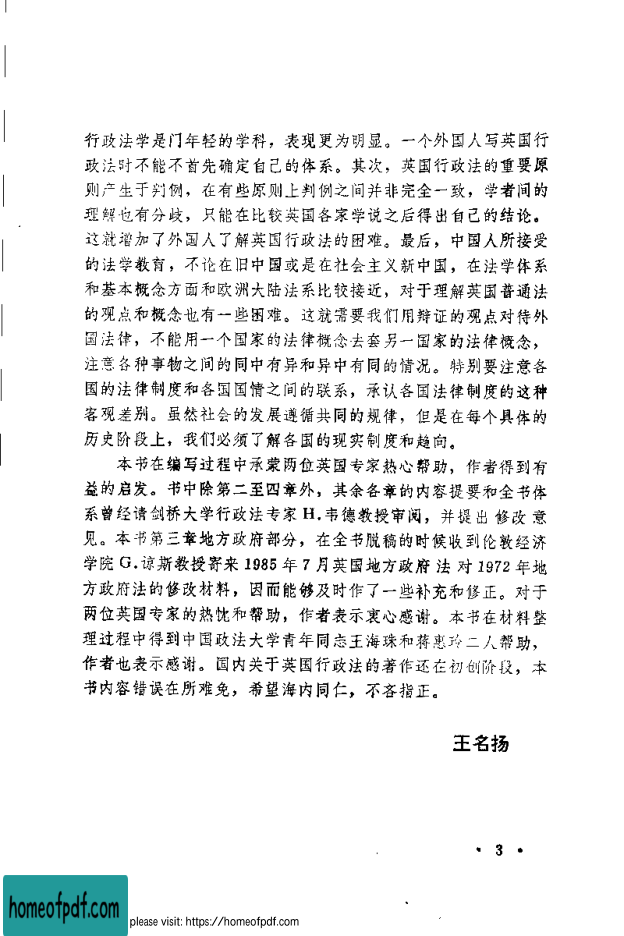 行政法学是门年轻的学科，表现更为明显。一个外国人写英国行
政法时不能不首先确定自己的体系。其次，英国行政法的重要原
则产生于判例，在有些原则上判例之间并非完全一致，学者间的
理解也有分歧，只能在比较英国各家学说之后得出自己的结论。
这就增加了外国人了解英国行政法的困难。最后，中国人所接受
的法学教育，不论在旧中国或是在社会主义新中国，在法学体系
和基本概念方面和欧洲大陆法系比较接近，对于理解英国普通法
的观点和概念也有一些困难。这就需要我们用辩证的观点对待外
国法律，不能用一个国家的法律概念去套另一国家的法律概念，
注意各种事物之间的同中有异和异中有同的情况。特别要注意各
国的法律制度和各国国情之间的联系，承认各国法律制度的这种
客观差别。虽然社会的发展遵循共同的规律，但是在每个具体的
历史阶段上，我们必须了解各国的现实制度和趋向。
本书在编写过程中承蒙两位英国专家热心帮助，作者得到有
益的启发。书中除第二至四章外，其余各章的内容提要和全书体
系曾经请剑桥大学行政法专家H.韦德教授审阅，并提出修改意
见。本书第三章地方政府部分，在全书脱稿的时候收到伦敦经济
学院G.谅斯教授寄来1985年7月英国地方政府法对1972年地
方政府法的修改材料，因而能够及时作了一些补充和修正。对于
两位英国专家的热忱和帮助，作者表示衷心感谢。本书在材料整
理过程中得到中国政法大学青年同志王海珠和蒋惠玲二人帮助，
作者也表示感谢。国内关于英国行政法的著作还在初创阶段，本
书内容错误在所难免，希望海内同仁，不吝指正。
王名扬
· 3 ·
homeofpdf.com
please visit: https://homeofpdf.com